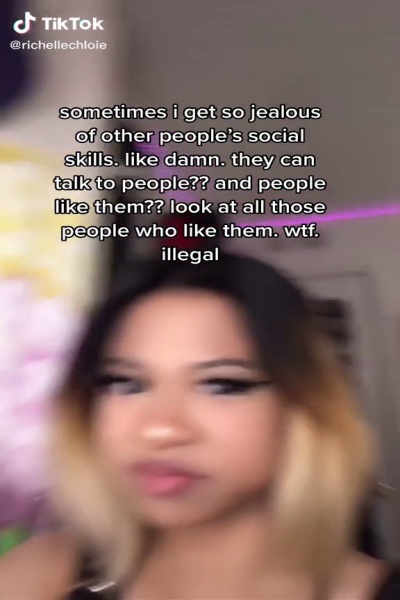 TikTok
@richellechloie
sometimes i get so jealous
of other people's social
skills. like damn. they can
talk to people?? and people
like them?? look at all those
people who like them. wtf.
illegal